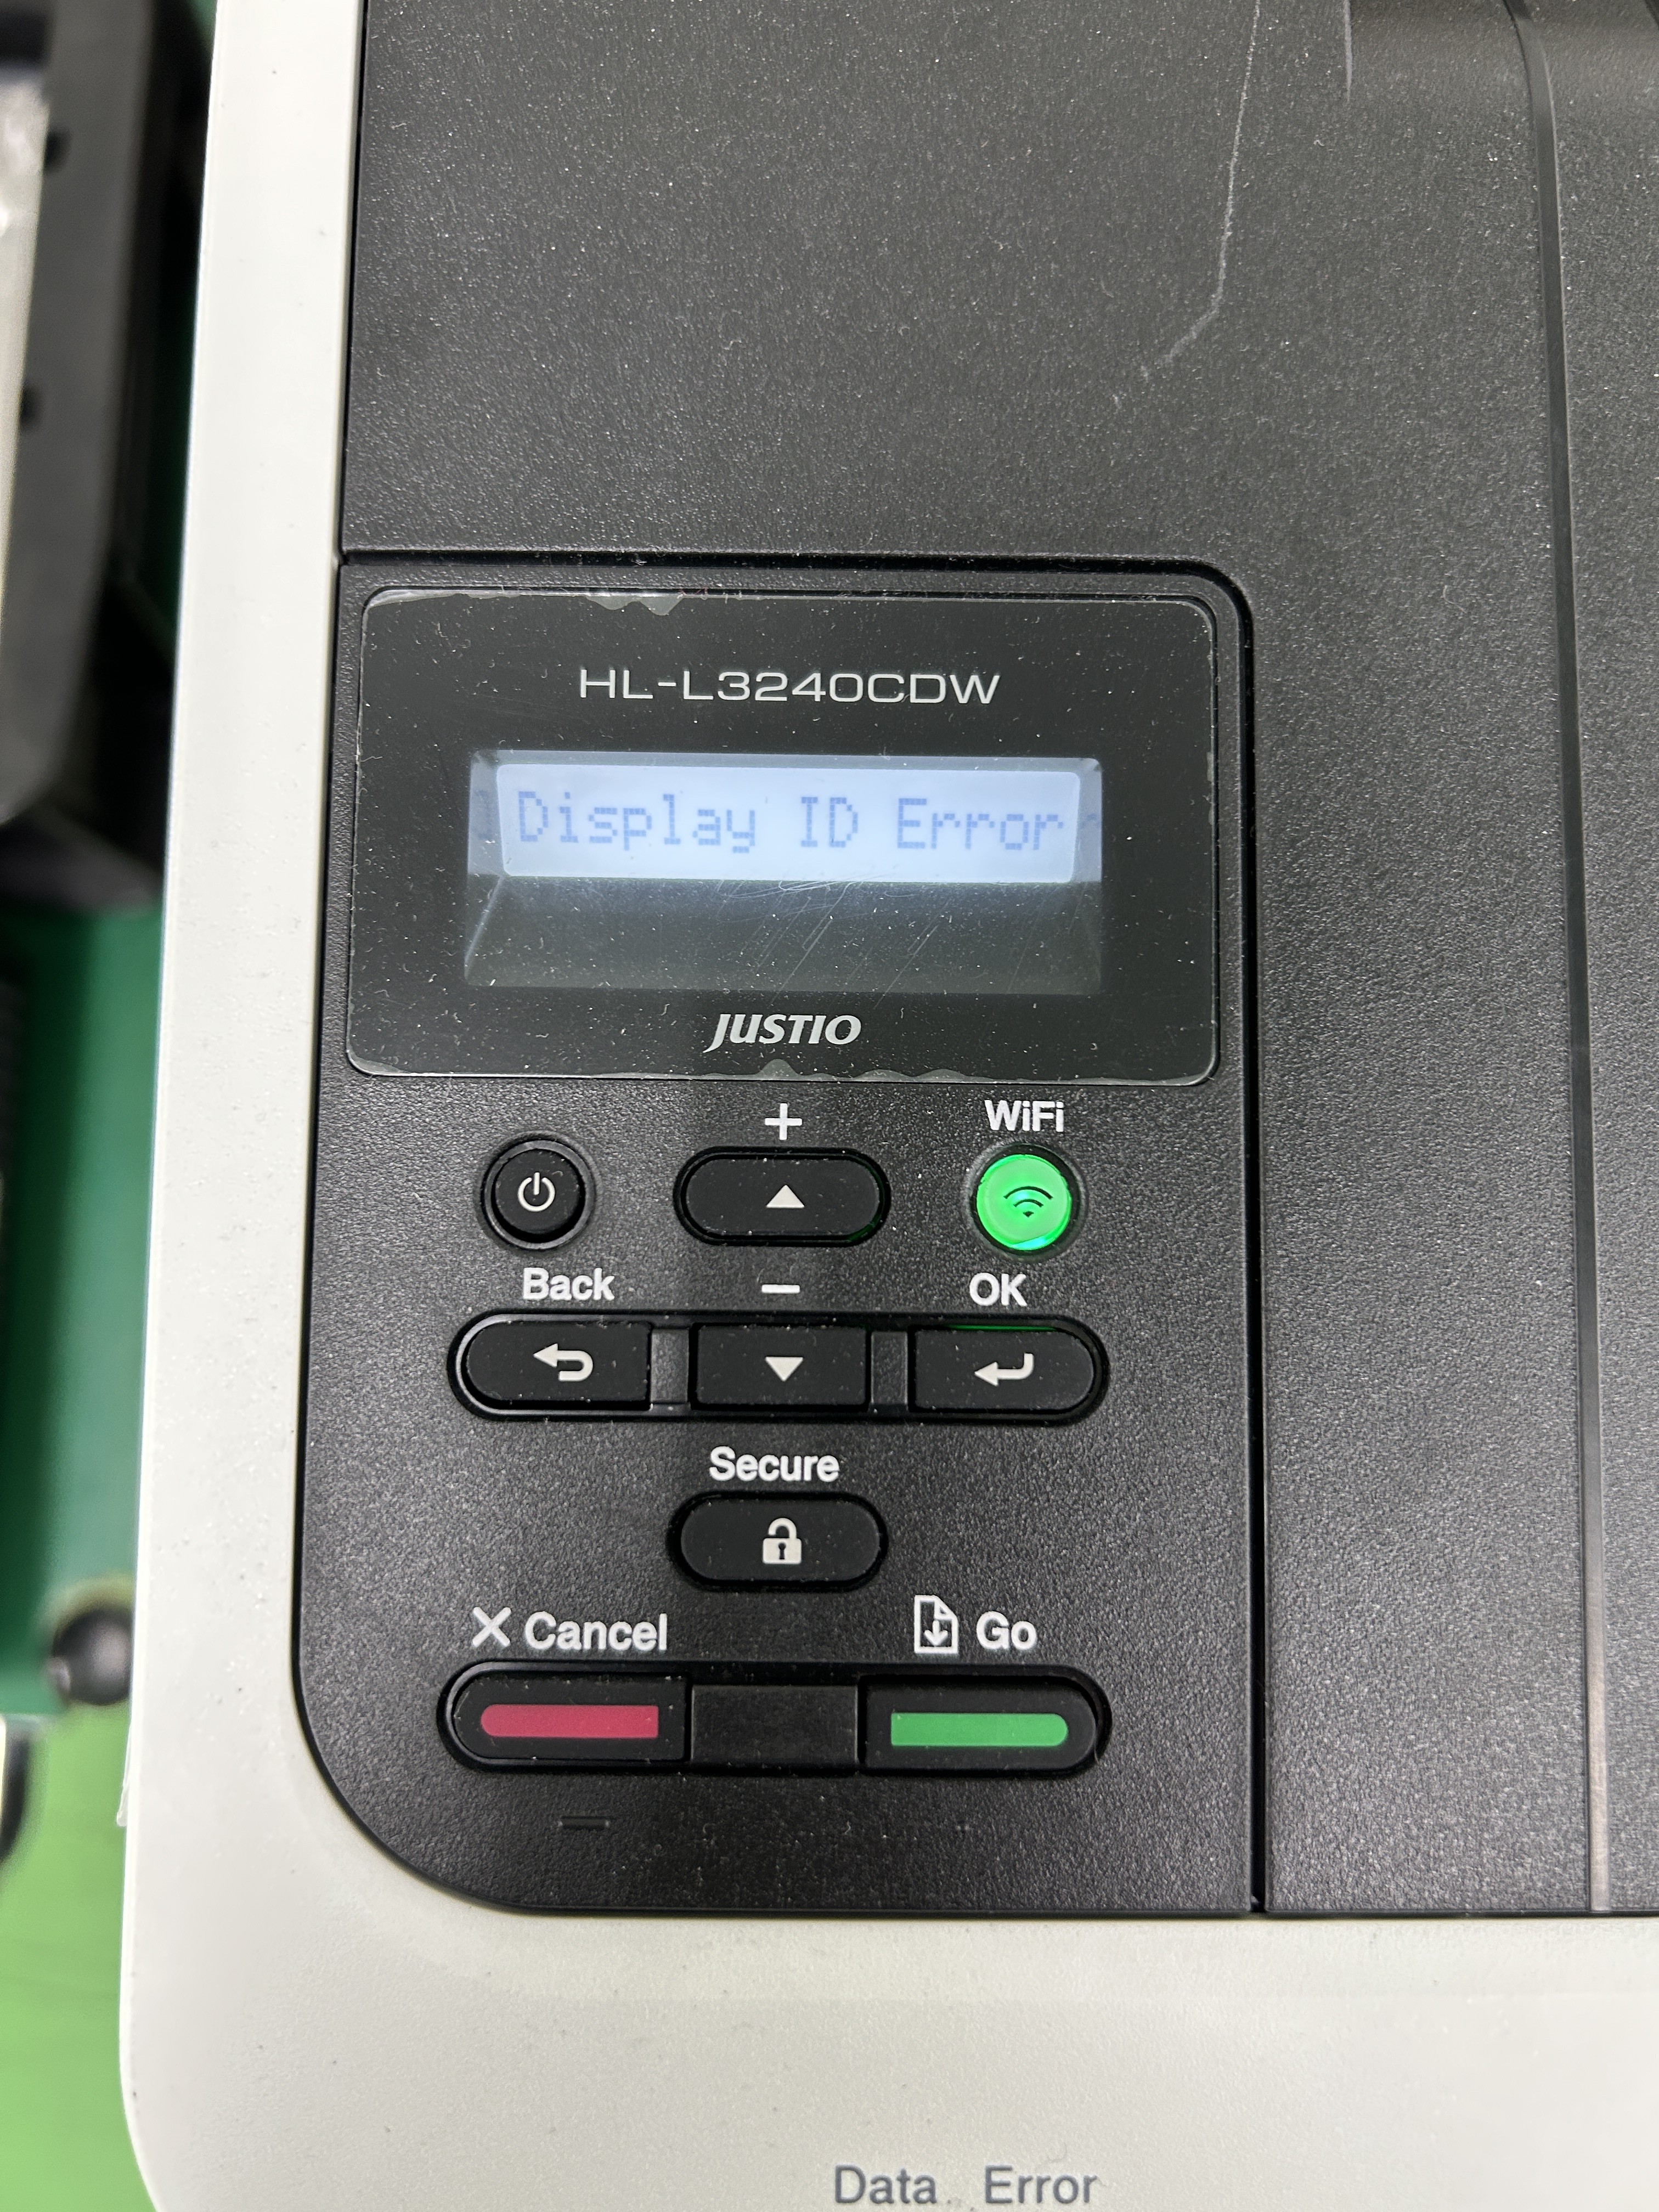 HL-L3240CDW
Display ID Error
JUSTIO
+
WiFi
Back
−
OK
Secure
X Cancel
Go
Data Error